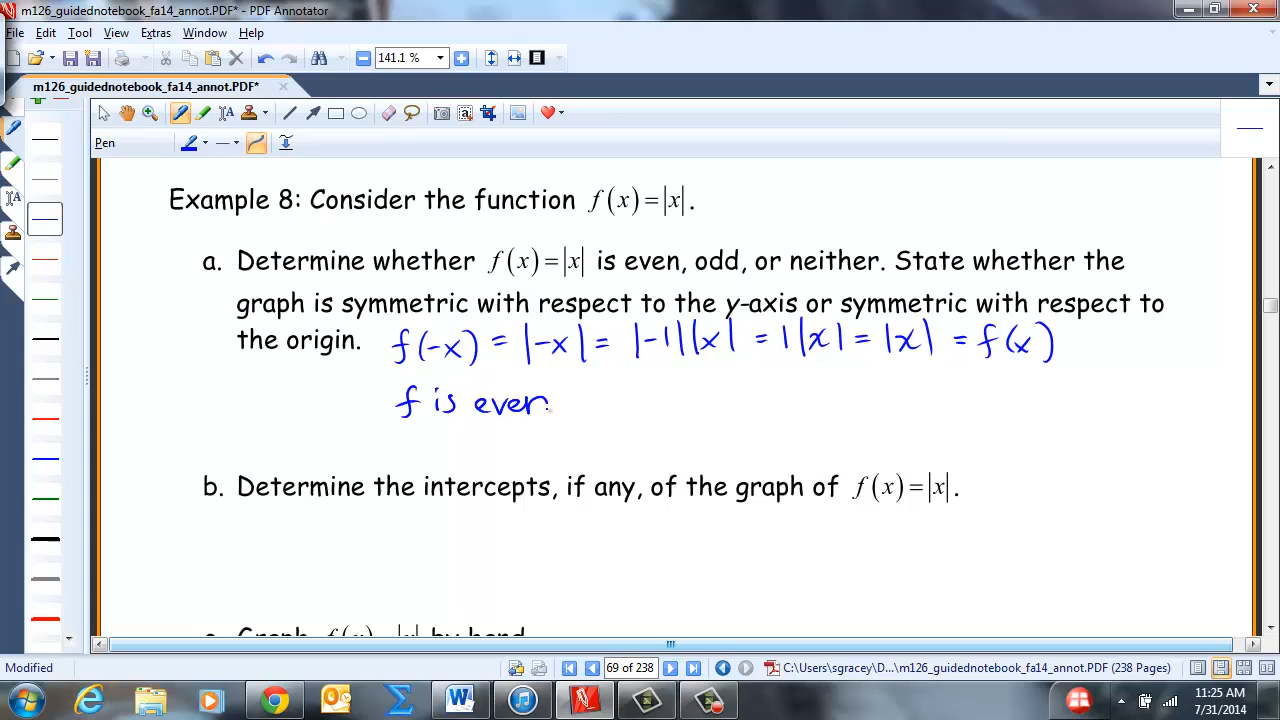 m126_guidednotebook_fa14_annot.PDF* - PDF Annotator
File Edit Tool View Extras Window Help
141.1 %
m126_guidednotebook_fa14_annot.PDF*
Pen
Example 8: Consider the function f(x)=|x|.
a. Determine whether f(x)=|x| is even, odd, or neither. State whether the
graph is symmetric with respect to the y-axis or symmetric with respect to
the origin. f(-x) = |-x| = |-1||x| = 1|x| = |x| = f(x)
f is even
b. Determine the intercepts, if any, of the graph of f(x)=|x|.
c. Graph f(x)=|x| by hand.
69 of 238
Modified
C:\Users\sgracey\D...\m126_guidednotebook_fa14_annot.PDF (238 Pages)
11:25 AM
7/31/2014